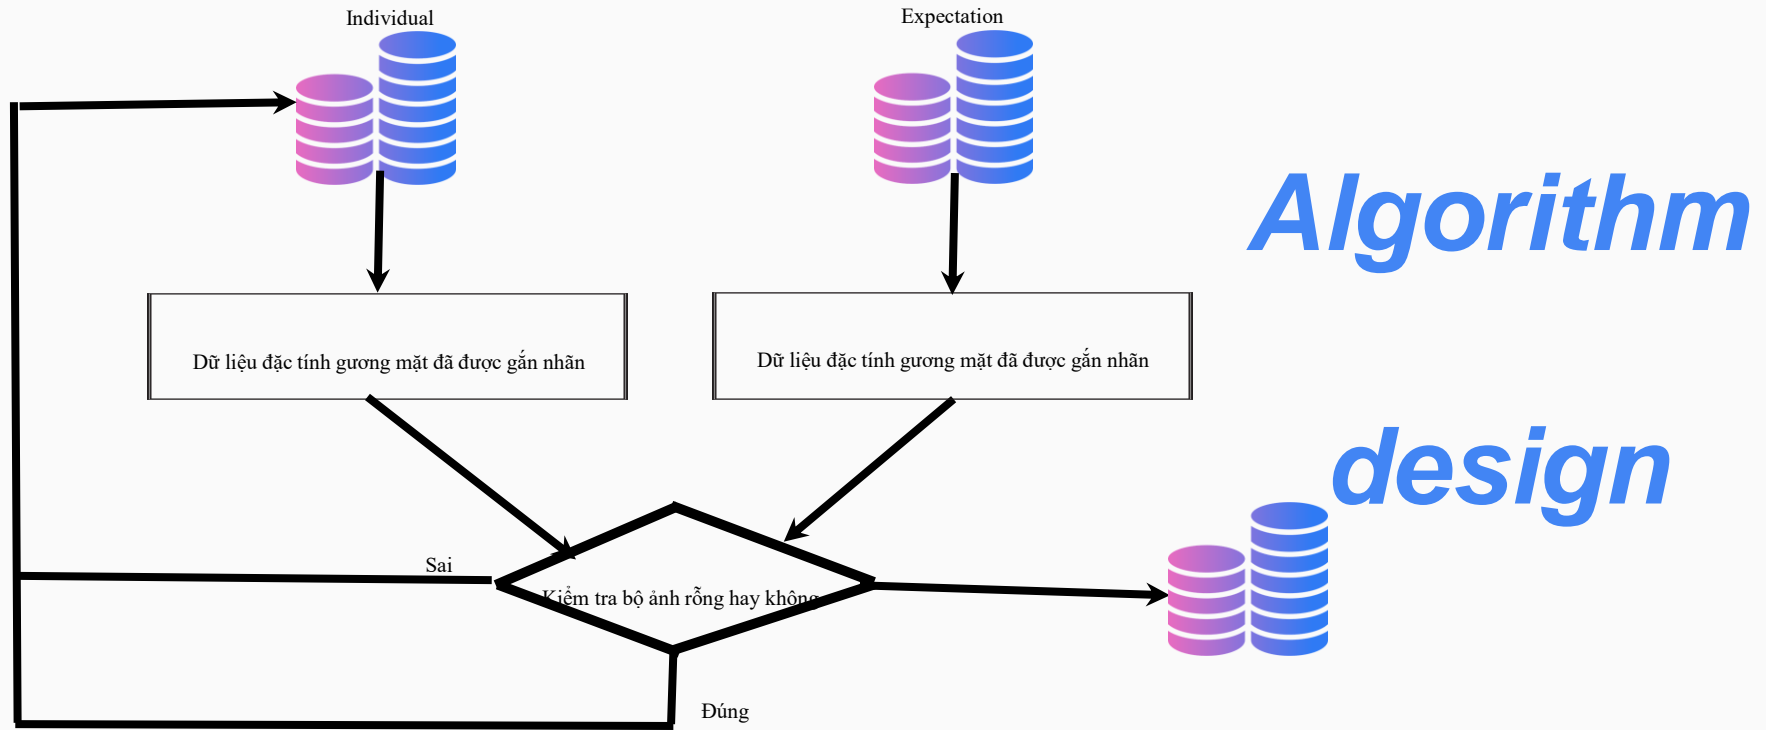 Individual
Expectation
Algorithm
Dữ liệu đặc tính gương mặt đã được gắn nhãn
Dữ liệu đặc tính gương mặt đã được gắn nhãn
design
Sai
Kiểm tra bộ ảnh rỗng hay không
Đúng